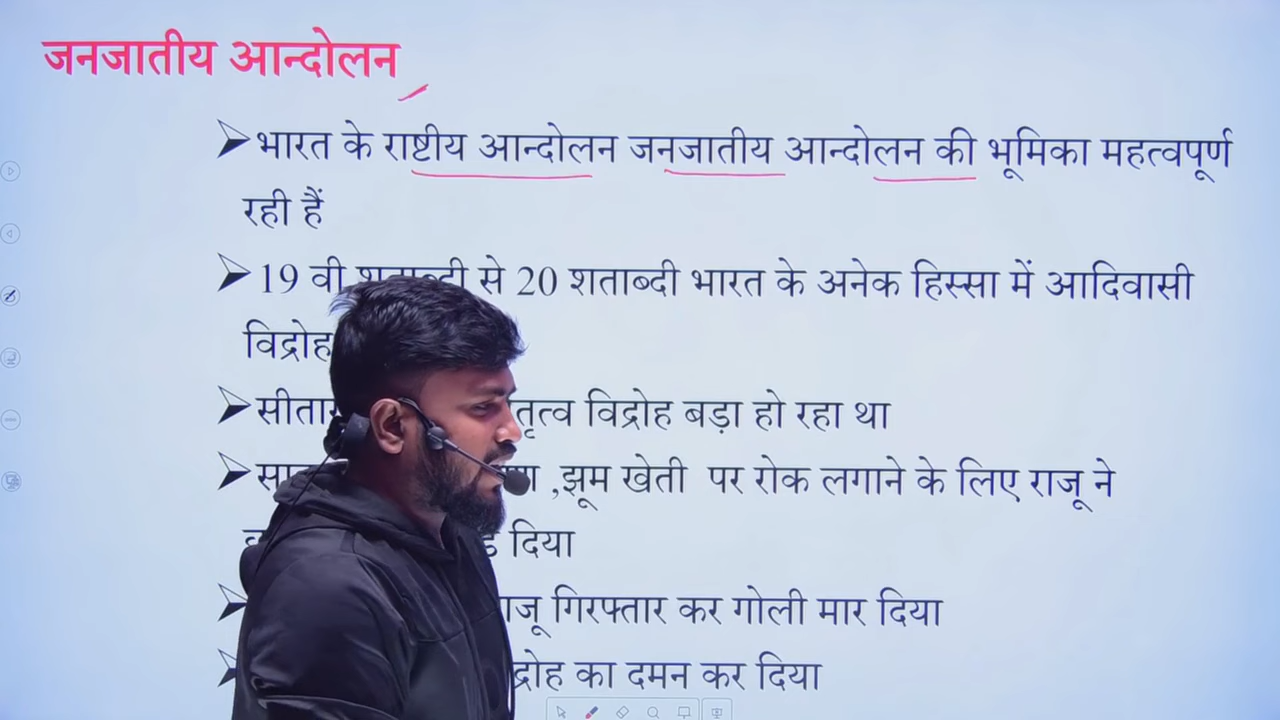 जनजातीय आन्दोलन
भारत के राष्ट्रीय आन्दोलन जनजातीय आन्दोलन की भूमिका महत्वपूर्ण
रही हैं
19 वी शताब्दी से 20 शताब्दी भारत के अनेक हिस्सा में आदिवासी
विद्रोह
विद्रोह बड़ा हो रहा था
,झूम खेती पर रोक लगाने के लिए राजू ने
दिया
गिरफ्तार कर गोली मार दिया
का दमन कर दिया